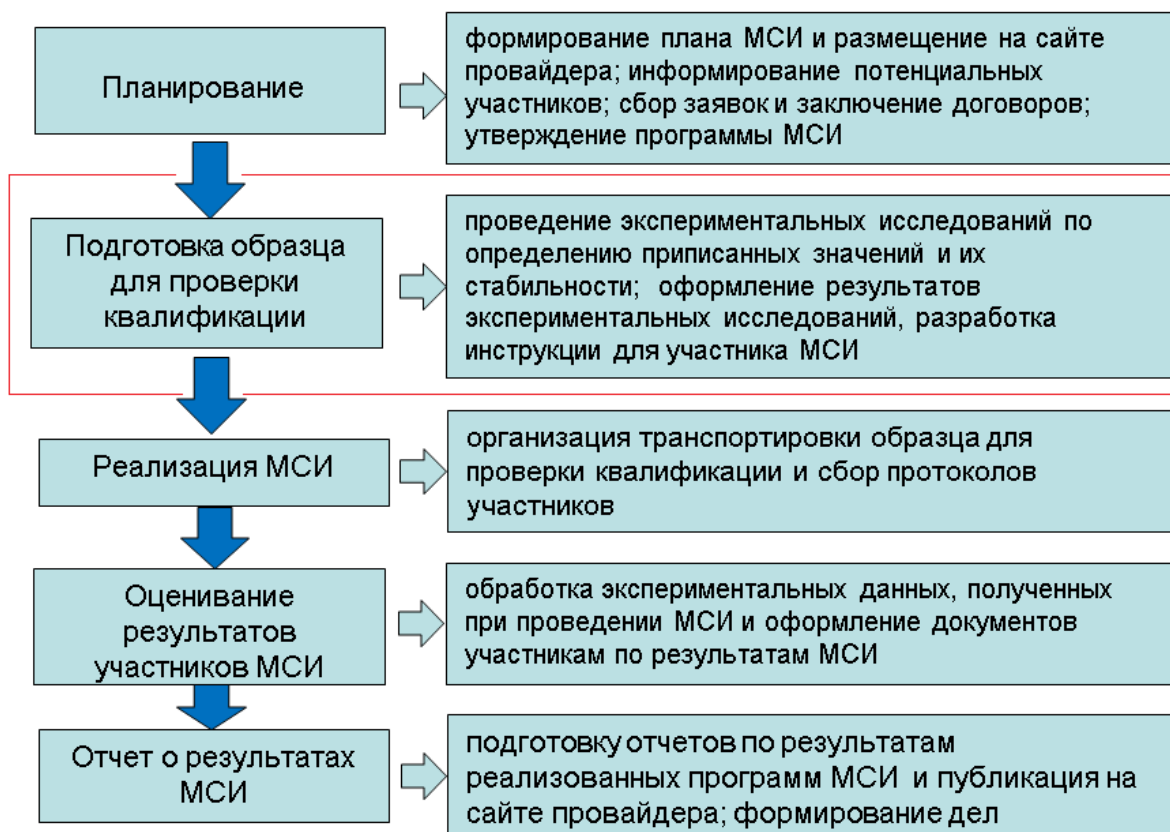 Планирование
формирование плана МСИ и размещение на сайте
провайдера; информирование потенциальных
участников; сбор заявок и заключение договоров;
утверждение программы МСИ
Подготовка образца
для проверки
квалификации
проведение экспериментальных исследований по
определению приписанных значений и их
стабильности; оформление результатов
экспериментальных исследований, разработка
инструкции для участника МСИ
Реализация МСИ
организация транспортировки образца для
проверки квалификации и сбор протоколов
участников
Оценивание
результатов
участников МСИ
обработка экспериментальных данных, полученных
при проведении МСИ и оформление документов
участникам по результатам МСИ
Отчет о результатах
МСИ
подготовку отчетов по результатам
реализованных программ МСИ и публикация на
сайте провайдера; формирование дел